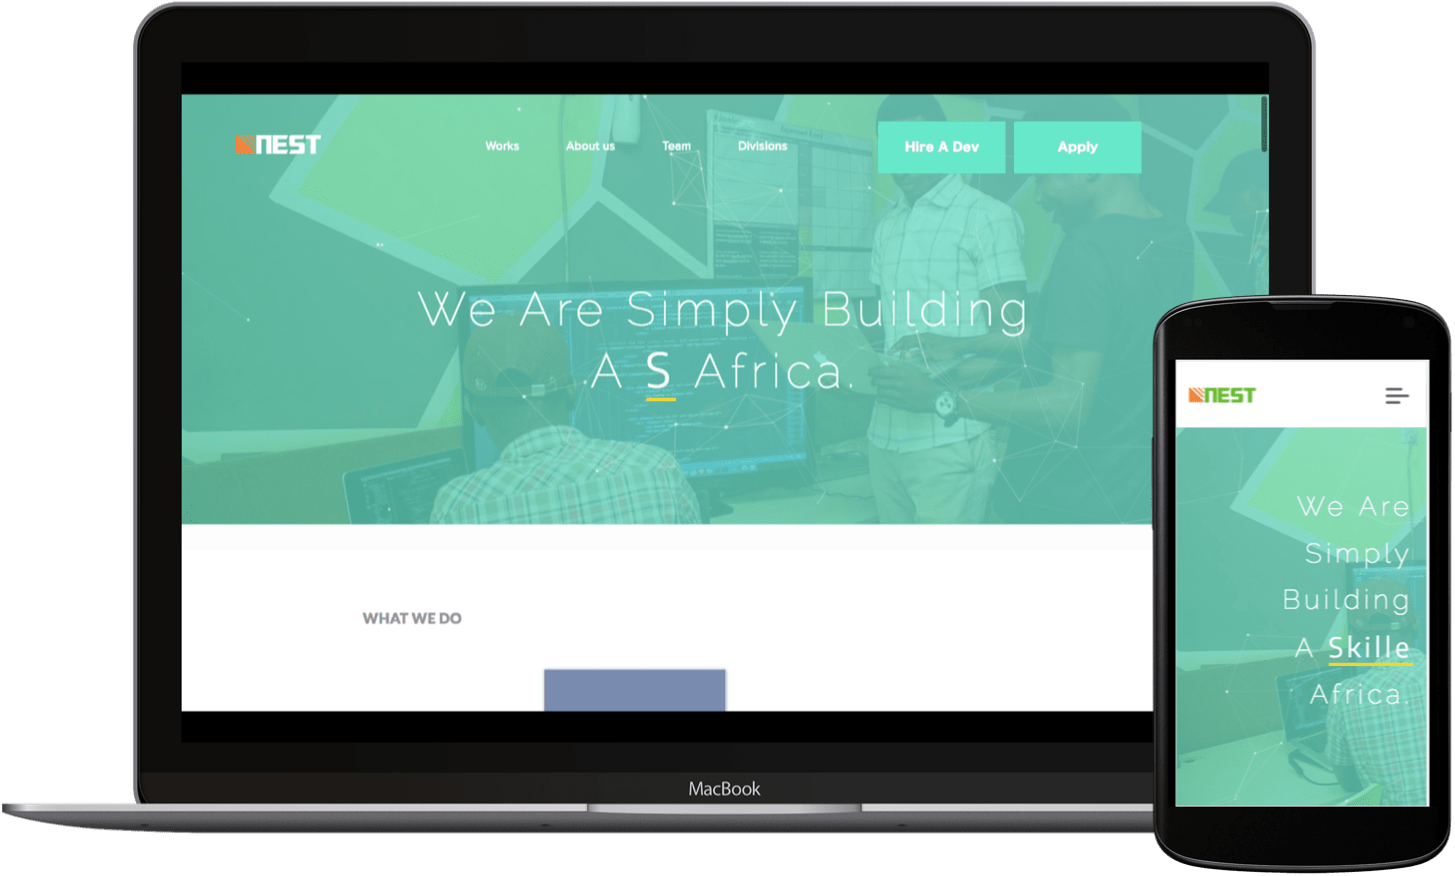 NEST
Works
About us
Team
Divisions
Hire A Dev
Apply
We Are Simply Building
A S Africa.
WHAT WE DO
MacBook
NEST
We Are
Simply
Building
A Skille
Africa.